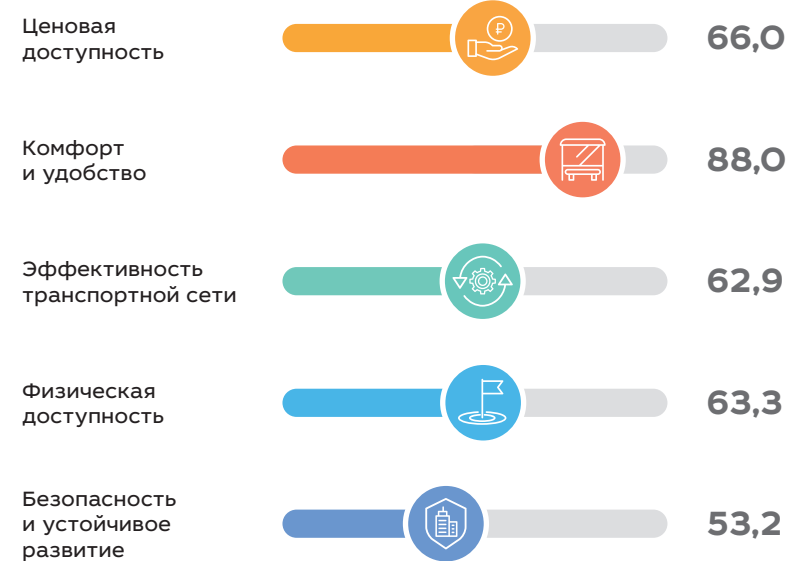 Ценовая
доступность
66,0
Комфорт
и удобство
88,0
Эффективность
транспортной сети
62,9
Физическая
доступность
63,3
Безопасность
и устойчивое
развитие
53,2